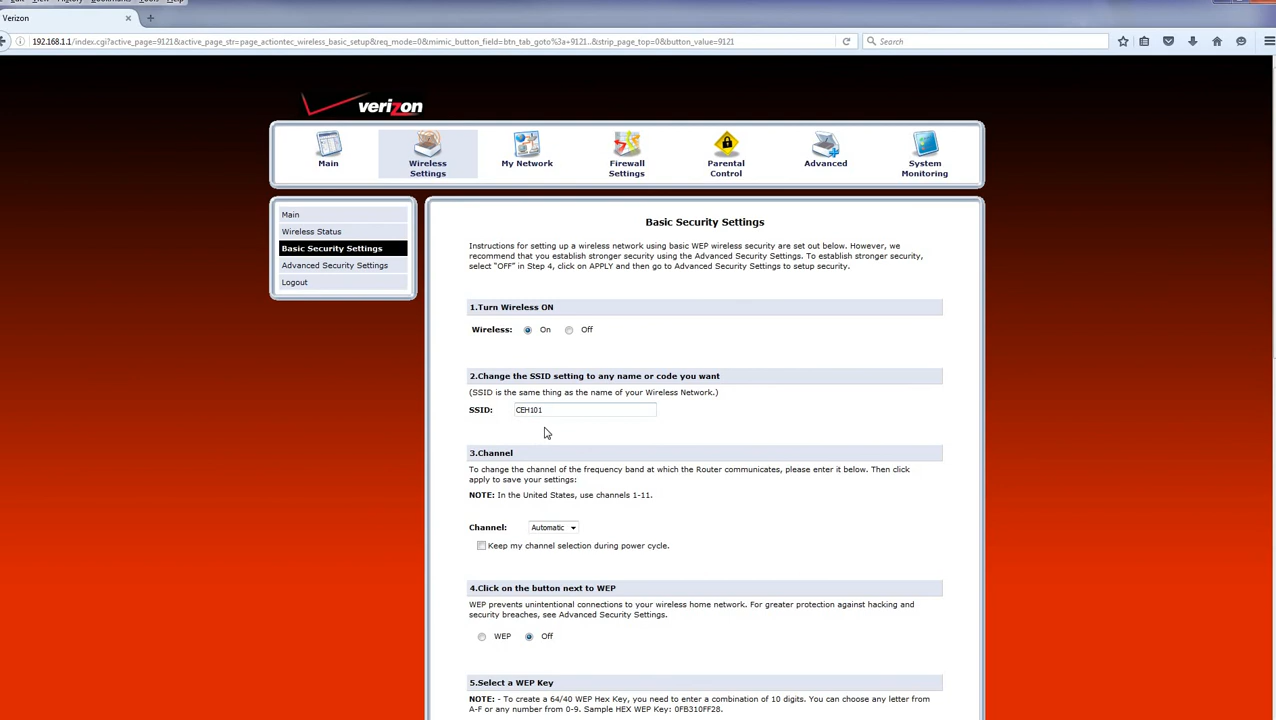 Edit View History Bookmarks Tools Help
Verizon
192.168.1.1/index.cgi?active_page=9121&active_page_str=page_actiontec_wireless_basic_setup&req_mode=0&mimic_button_field=btn_tab_goto%3a+9121..&strip_page_top=0&button_value=9121
Search
verizon
Main
Wireless Settings
My Network
Firewall Settings
Parental Control
Advanced
System Monitoring
Main
Wireless Status
Basic Security Settings
Advanced Security Settings
Logout
Basic Security Settings
Instructions for setting up a wireless network using basic WEP wireless security are set out below. However, we
recommend that you establish stronger security using the Advanced Security Settings. To establish stronger security,
select "OFF" in Step 4, click on APPLY and then go to Advanced Security Settings to setup security.
1.Turn Wireless ON
Wireless: On Off
2.Change the SSID setting to any name or code you want
(SSID is the same thing as the name of your Wireless Network.)
SSID: CEH101
3.Channel
To change the channel of the frequency band at which the Router communicates, please enter it below. Then click
apply to save your settings:
NOTE: In the United States, use channels 1-11.
Channel: Automatic
Keep my channel selection during power cycle.
4.Click on the button next to WEP
WEP prevents unintentional connections to your wireless home network. For greater protection against hacking and
security breaches, see Advanced Security Settings.
WEP Off
5.Select a WEP Key
NOTE: - To create a 64/40 WEP Hex Key, you need to enter a combination of 10 digits. You can choose any letter from
A-F or any number from 0-9. Sample HEX WEP Key: 0FB310FF28.